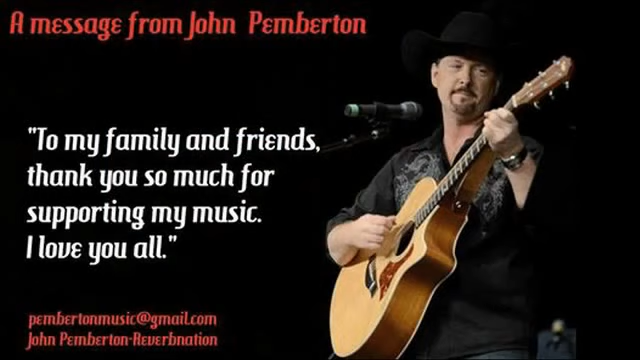 A message from John Pemberton
"To my family and friends,
thank you so much for
supporting my music.
I love you all."
pembertonmusic@gmail.com
John Pemberton-Reverbnation